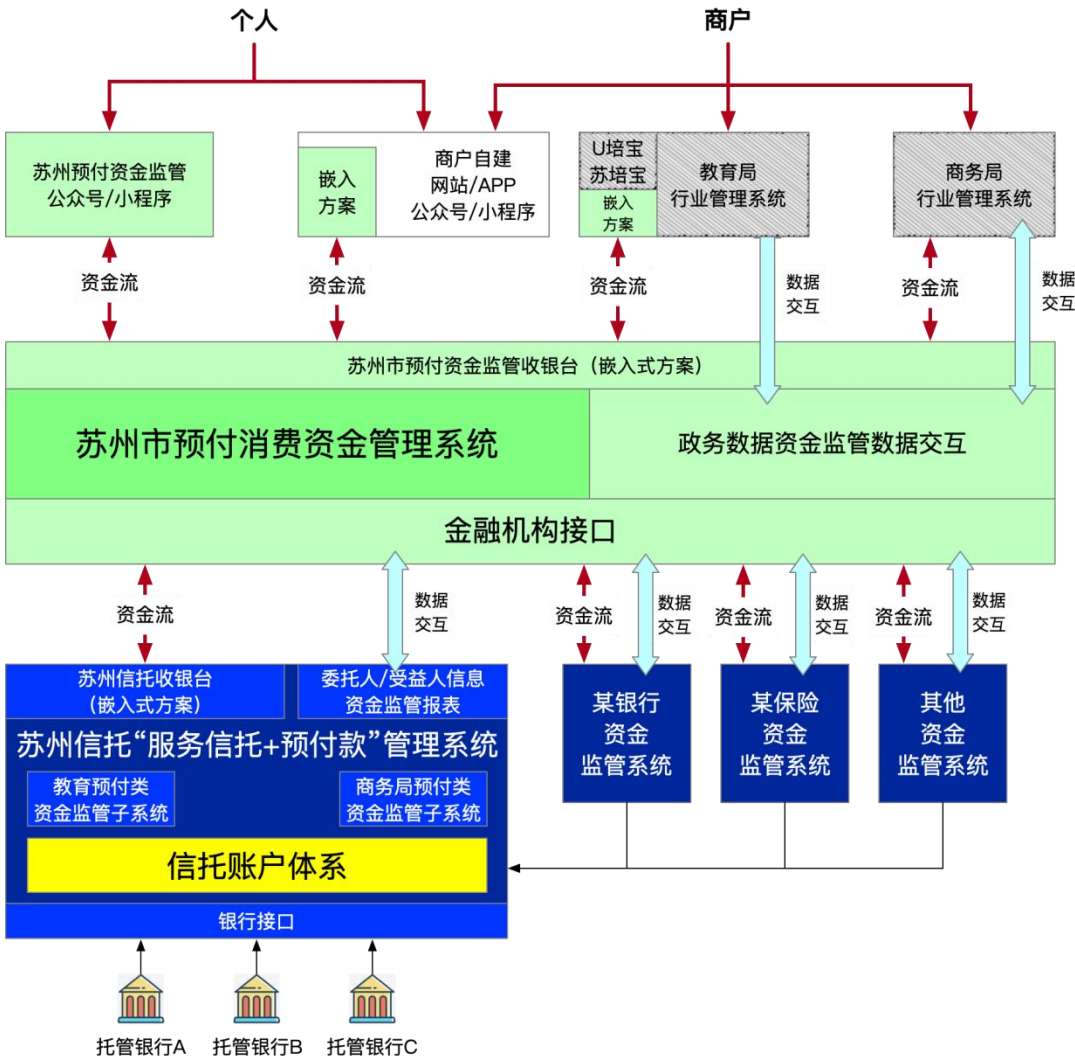 个人
商户
苏州预付资金监管
公众号/小程序
嵌入
方案
商户自建
网站/APP
公众号/小程序
U培宝
苏培宝
嵌入
方案
教育局
行业管理系统
商务局
行业管理系统
资金流
资金流
资金流
数据
交互
资金流
数据
交互
苏州市预付资金监管收银台（嵌入式方案）
苏州市预付消费资金管理系统
政务数据资金监管数据交互
金融机构接口
资金流
数据
交互
资金流
数据
交互
资金流
数据
交互
资金流
数据
交互
苏州信托收银台
（嵌入式方案）
委托人/受益人信息
资金监管报表
苏州信托“服务信托+预付款”管理系统
教育预付类
资金监管子系统
商务局预付类
资金监管子系统
信托账户体系
银行接口
某银行
资金
监管系统
某保险
资金
监管系统
其他
资金
监管系统
托管银行A
托管银行B
托管银行C